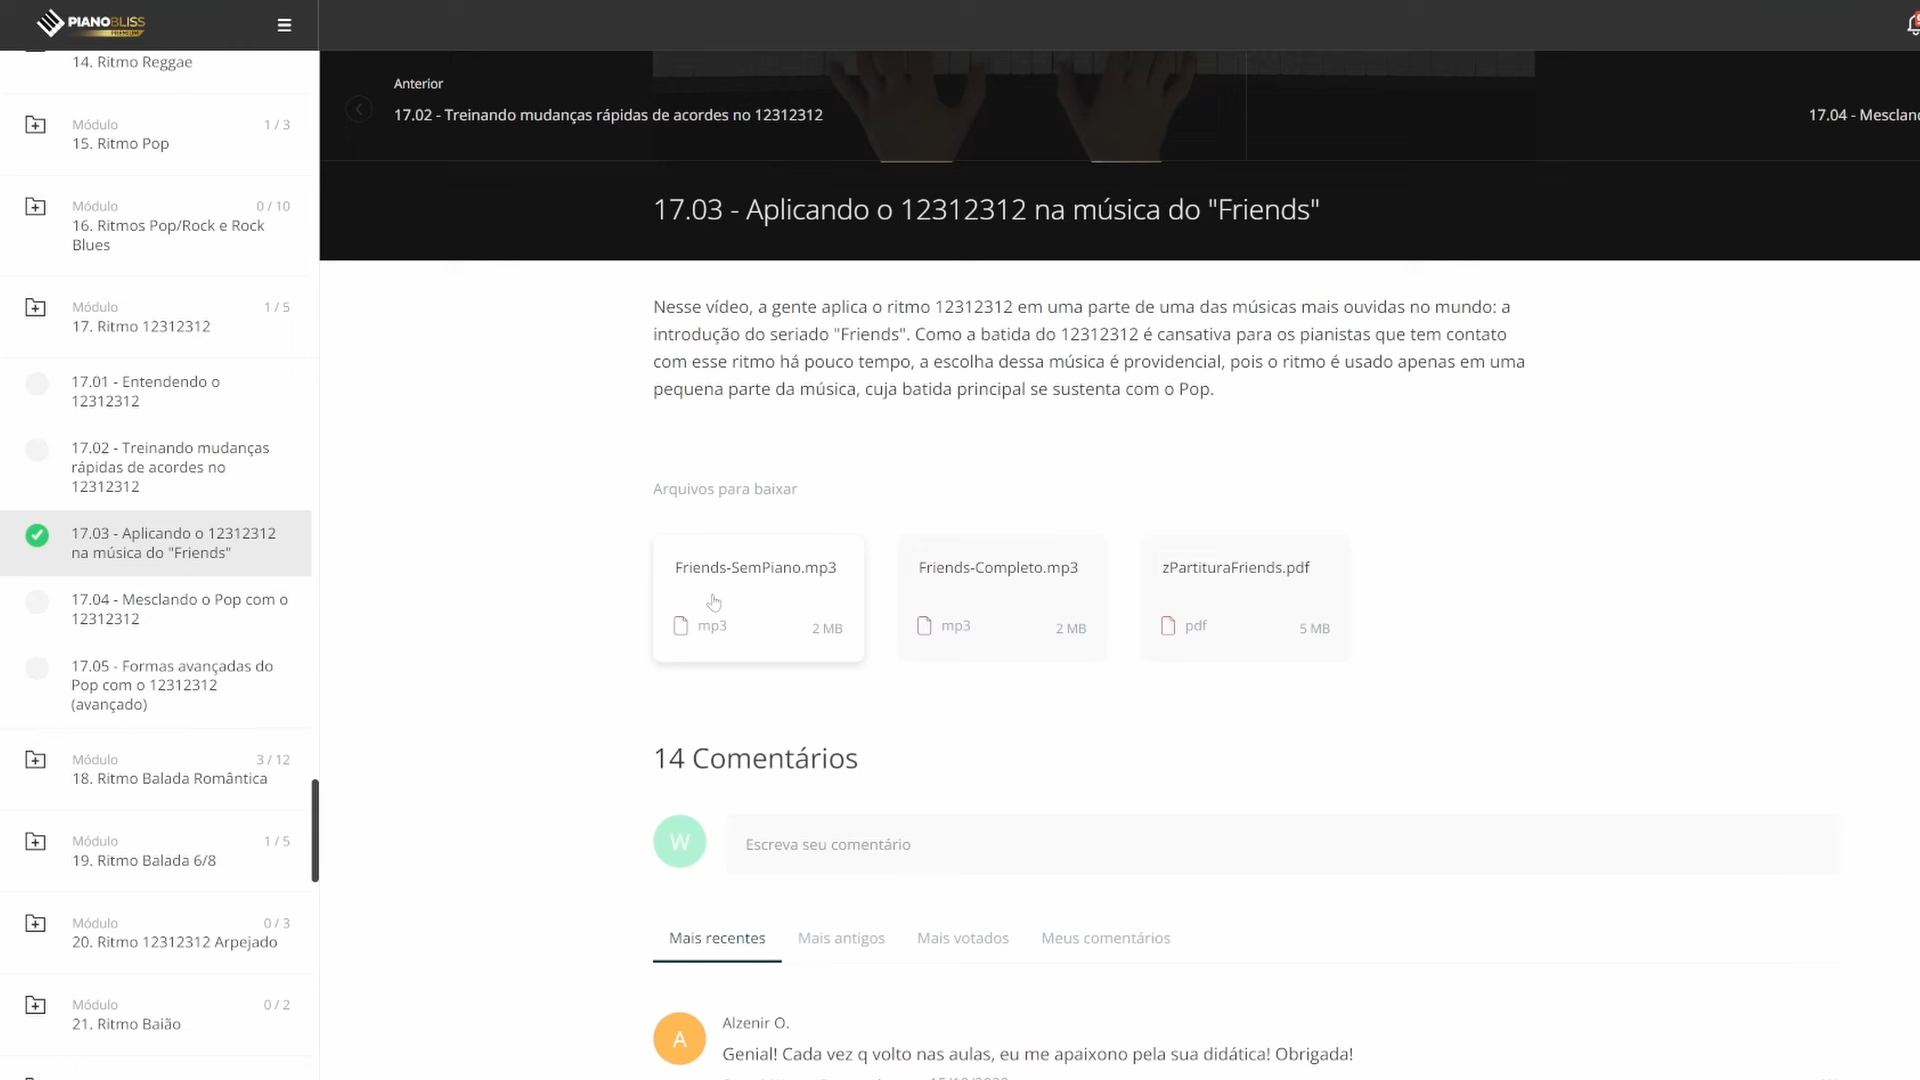 PIANOBLISS
PREMIUM
14. Ritmo Reggae
Módulo 1 / 3
15. Ritmo Pop
Módulo 0 / 10
16. Ritmos Pop/Rock e Rock
Blues
Módulo 1 / 5
17. Ritmo 12312312
17.01 - Entendendo o
12312312
17.02 - Treinando mudanças
rápidas de acordes no
12312312
17.03 - Aplicando o 12312312
na música do "Friends"
17.04 - Mesclando o Pop com o
12312312
17.05 - Formas avançadas do
Pop com o 12312312
(avançado)
Módulo 3 / 12
18. Ritmo Balada Romântica
Módulo 1 / 5
19. Ritmo Balada 6/8
Módulo 0 / 3
20. Ritmo 12312312 Arpejado
Módulo 0 / 2
21. Ritmo Baião
Anterior
17.02 - Treinando mudanças rápidas de acordes no 12312312
17.04 - Mesclan
17.03 - Aplicando o 12312312 na música do "Friends"
Nesse vídeo, a gente aplica o ritmo 12312312 em uma parte de uma das músicas mais ouvidas no mundo: a
introdução do seriado "Friends". Como a batida do 12312312 é cansativa para os pianistas que tem contato
com esse ritmo há pouco tempo, a escolha dessa música é providencial, pois o ritmo é usado apenas em uma
pequena parte da música, cuja batida principal se sustenta com o Pop.
Arquivos para baixar
Friends-SemPiano.mp3
mp3 2 MB
Friends-Completo.mp3
mp3 2 MB
zPartituraFriends.pdf
pdf 5 MB
14 Comentários
W
Escreva seu comentário
Mais recentes Mais antigos Mais votados Meus comentários
A
Alzenir O.
Genial! Cada vez q volto nas aulas, eu me apaixono pela sua didática! Obrigada!